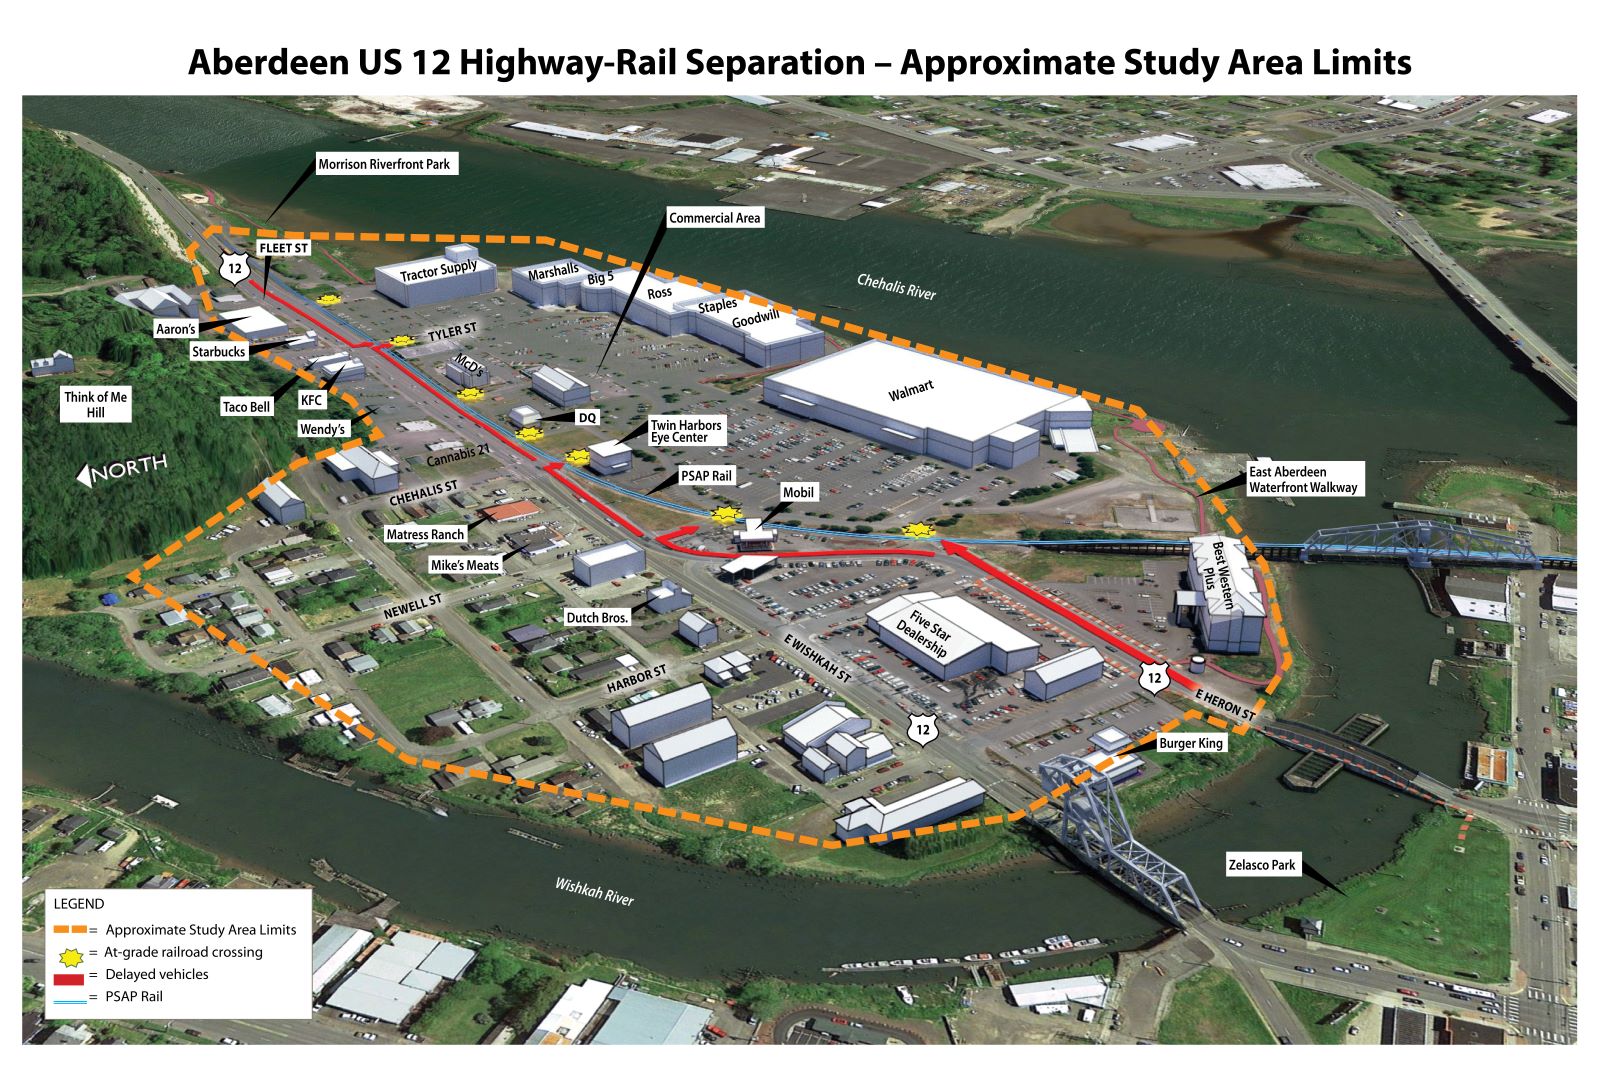 Aberdeen US 12 Highway-Rail Separation – Approximate Study Area Limits
Morrison Riverfront Park
Commercial Area
FLEET ST
12
Tractor Supply
Marshalls
Big 5
Ross
Staples
Goodwill
Chehalis River
Aaron's
Starbucks
TYLER ST
McD's
Walmart
Think of Me
Hill
Taco Bell
KFC
Wendy's
DQ
Twin Harbors
Eye Center
NORTH
Cannabis 21
CHEHALIS ST
PSAP Rail
Mobil
East Aberdeen
Waterfront Walkway
Matress Ranch
Mike's Meats
Best Western
Plus
NEWELL ST
Dutch Bros.
Five Star
Dealership
E WISHKAH ST
HARBOR ST
12
E HERON ST
12
Burger King
Zelasco Park
Wishkah River
LEGEND
= Approximate Study Area Limits
= At-grade railroad crossing
= Delayed vehicles
= PSAP Rail